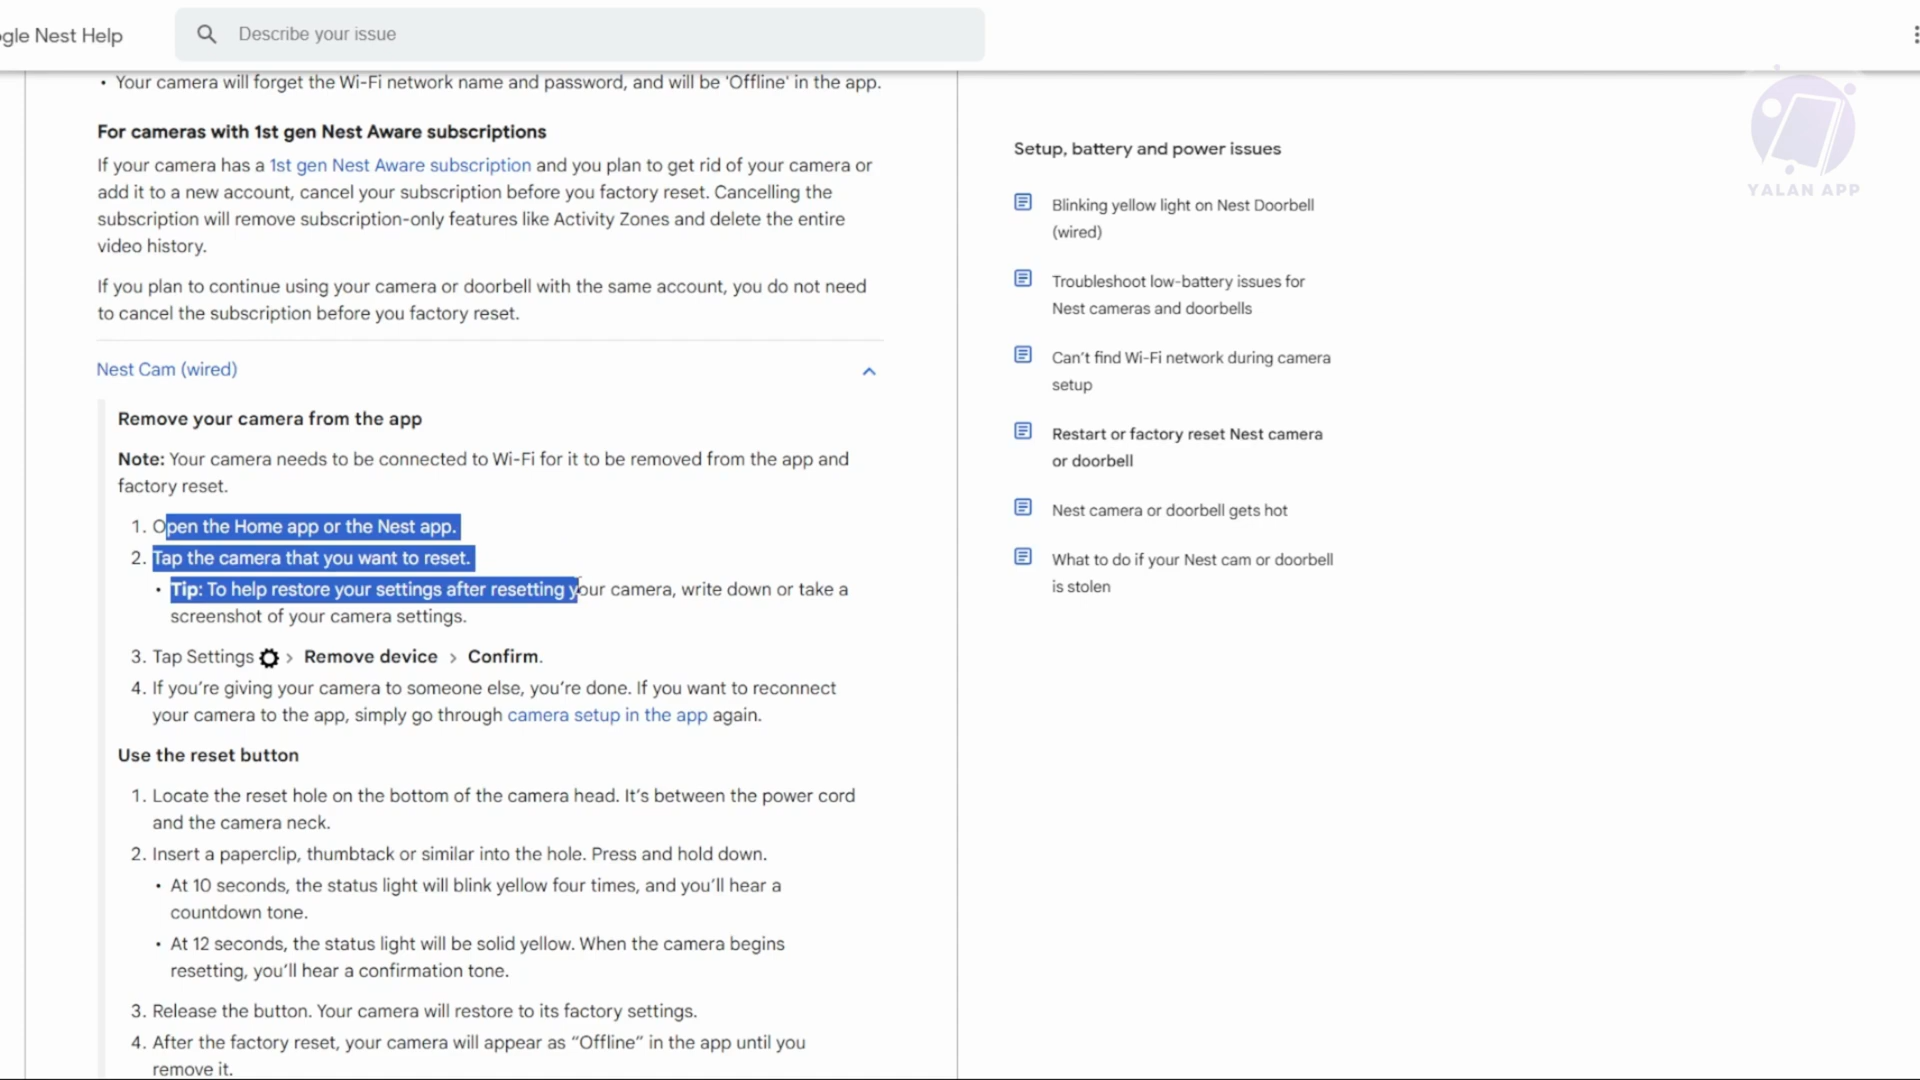 gle Nest Help
Describe your issue
• Your camera will forget the Wi-Fi network name and password, and will be 'Offline' in the app.
For cameras with 1st gen Nest Aware subscriptions
If your camera has a 1st gen Nest Aware subscription and you plan to get rid of your camera or
add it to a new account, cancel your subscription before you factory reset. Cancelling the
subscription will remove subscription-only features like Activity Zones and delete the entire
video history.
If you plan to continue using your camera or doorbell with the same account, you do not need
to cancel the subscription before you factory reset.
Nest Cam (wired)
Remove your camera from the app
Note: Your camera needs to be connected to Wi-Fi for it to be removed from the app and
factory reset.
1. Open the Home app or the Nest app.
2. Tap the camera that you want to reset.
• Tip: To help restore your settings after resetting your camera, write down or take a
screenshot of your camera settings.
3. Tap Settings > Remove device > Confirm.
4. If you’re giving your camera to someone else, you’re done. If you want to reconnect
your camera to the app, simply go through camera setup in the app again.
Use the reset button
1. Locate the reset hole on the bottom of the camera head. It’s between the power cord
and the camera neck.
2. Insert a paperclip, thumbtack or similar into the hole. Press and hold down.
• At 10 seconds, the status light will blink yellow four times, and you’ll hear a
countdown tone.
• At 12 seconds, the status light will be solid yellow. When the camera begins
resetting, you’ll hear a confirmation tone.
3. Release the button. Your camera will restore to its factory settings.
4. After the factory reset, your camera will appear as “Offline” in the app until you
remove it.
Setup, battery and power issues
Blinking yellow light on Nest Doorbell
(wired)
Troubleshoot low-battery issues for
Nest cameras and doorbells
Can’t find Wi-Fi network during camera
setup
Restart or factory reset Nest camera
or doorbell
Nest camera or doorbell gets hot
What to do if your Nest cam or doorbell
is stolen
YALAN APP